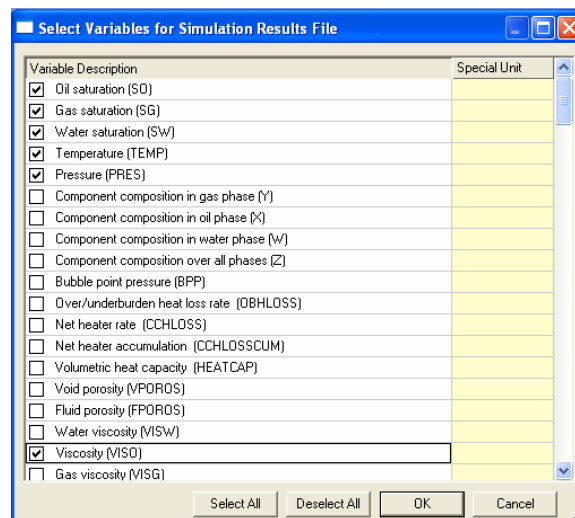 Select Variables for Simulation Results File
Variable Description Special Unit
Oil saturation (SO)
Gas saturation (SG)
Water saturation (SW)
Temperature (TEMP)
Pressure (PRES)
Component composition in gas phase (Y)
Component composition in oil phase (X)
Component composition in water phase (W)
Component composition over all phases (Z)
Bubble point pressure (BPP)
Over/underburden heat loss rate (OBHLOSS)
Net heater rate (CCHLOSS)
Net heater accumulation (CCHLOSSCUM)
Volumetric heat capacity (HEATCAP)
Void porosity (VPOROS)
Fluid porosity (FPOROS)
Water viscosity (VISW)
Viscosity (VISO)
Gas viscosity (VISG)
Select All Deselect All OK Cancel